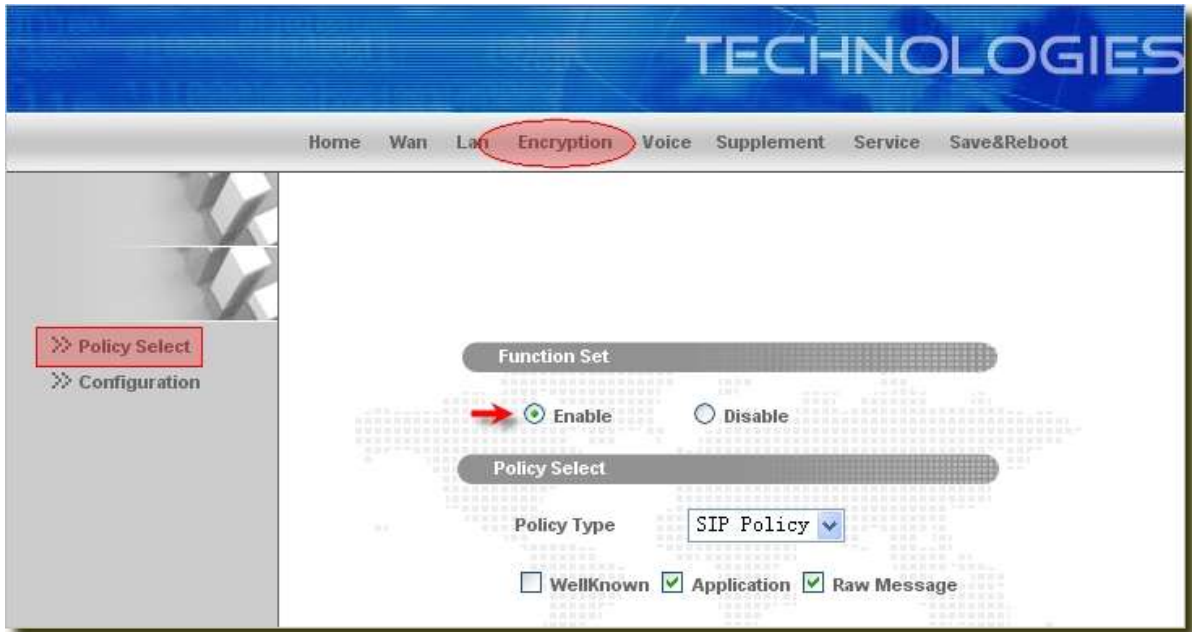 TECHNOLOGIES
Home Wan Lan Encryption Voice Supplement Service Save&Reboot
>> Policy Select
>> Configuration
Function Set
Enable Disable
Policy Select
Policy Type SIP Policy
WellKnown Application Raw Message